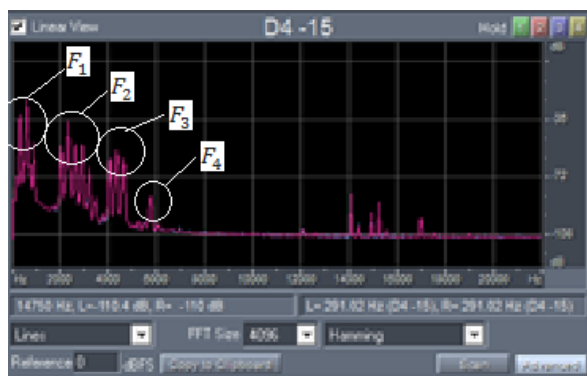 Linear View D4 -15 Hold
F1
F2
F3
F4
dB
-72
-108
dB
Hz 2000 4000 6000 8000 10000 12000 14000 16000 18000 20000 Hz
14750 Hz, L=-110.4 dB, R= -110 dB L= 291.02 Hz (D4 -15), R= 291.02 Hz (D4 -15)
Lines FFT Size 4096 Hamming
Reference 0 dBFS Copy to Clipboard Scan Advanced